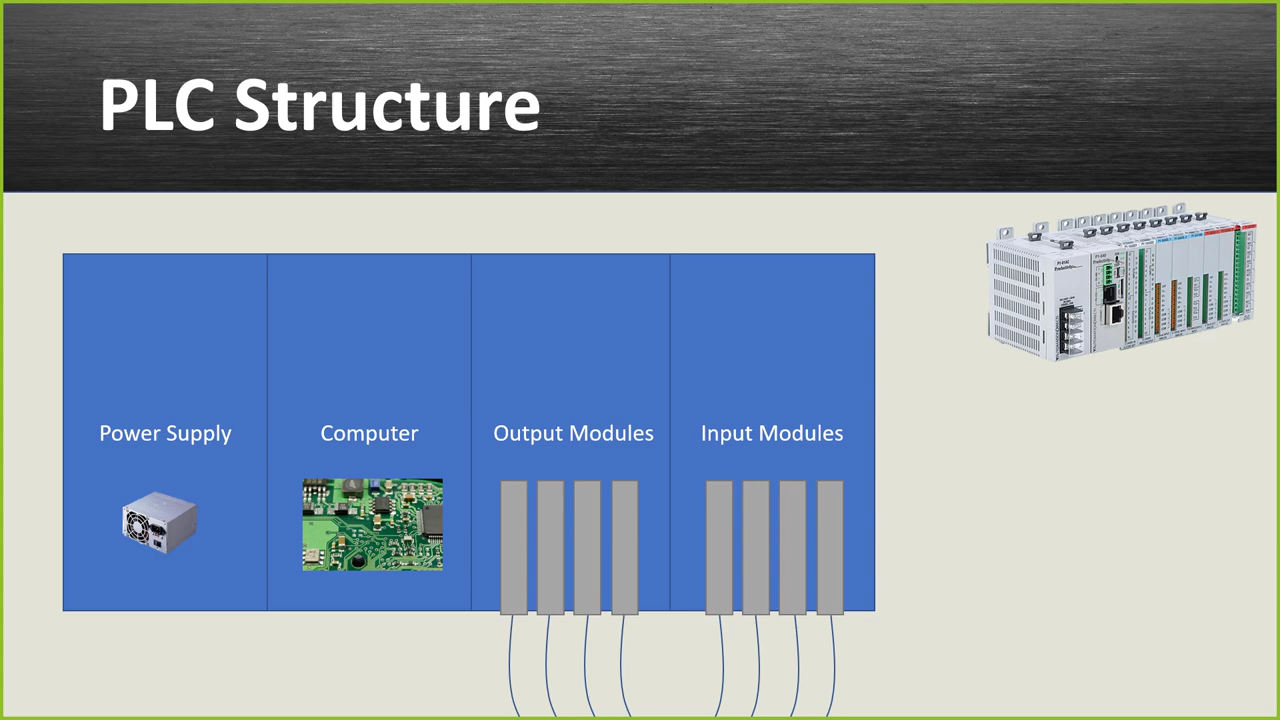 PLC Structure
Power Supply
Computer
Output Modules
Input Modules